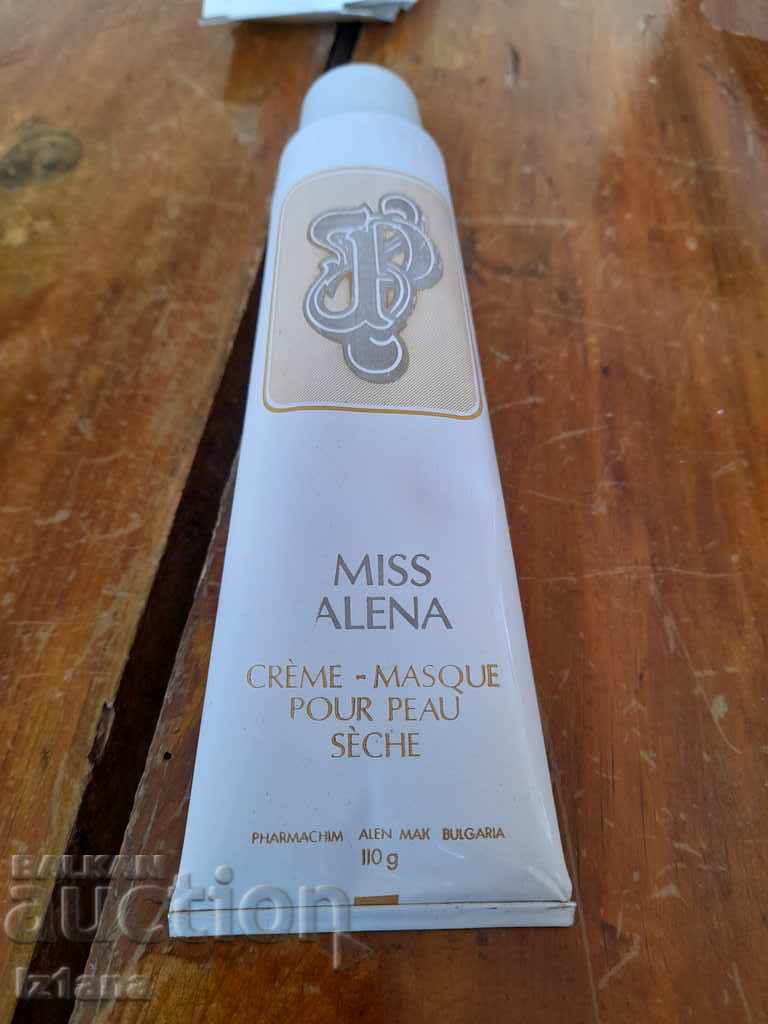 MISS
ALENA
CRÈME - MASQUE
POUR PEAU
SÈCHE
PHARMACHIM ALEN MAK BULGARIA
110 g
BALKAN
auction
iz1ana